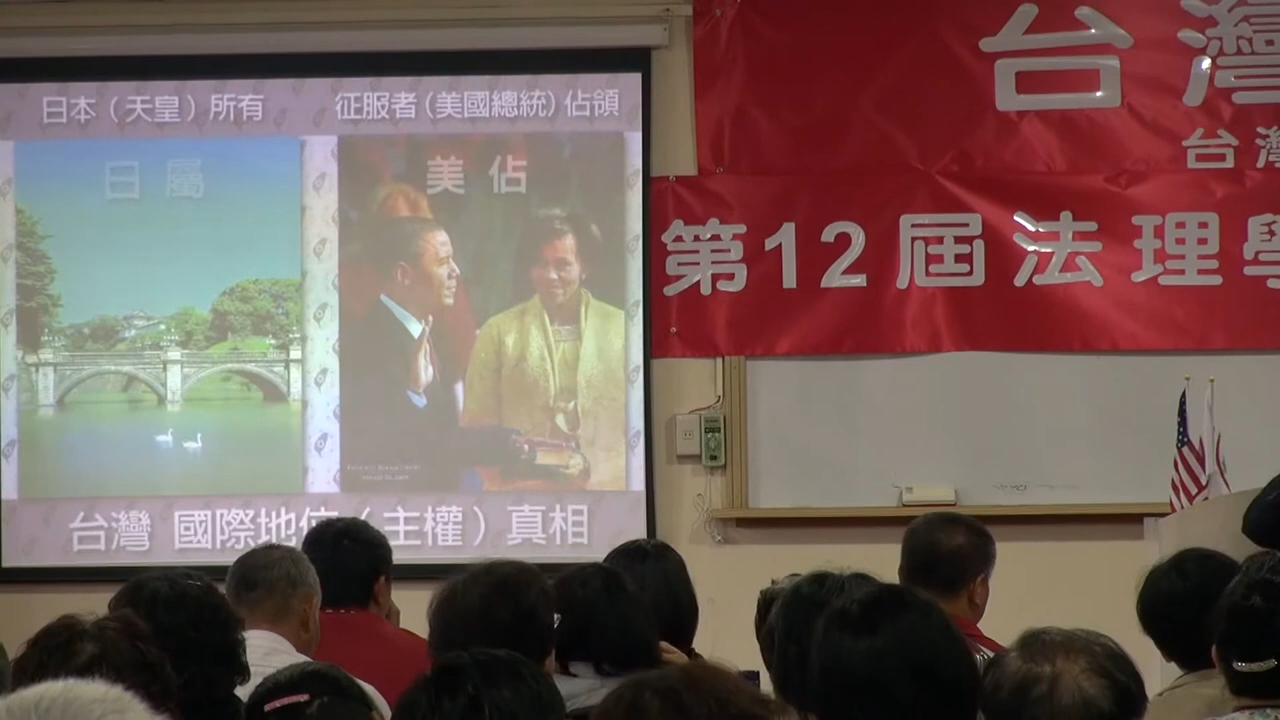 日本（天皇）所有
征服者（美國總統）佔領
日屬
美佔
台灣 國際地位（主權）真相
台灣
台灣
第12屆法理學